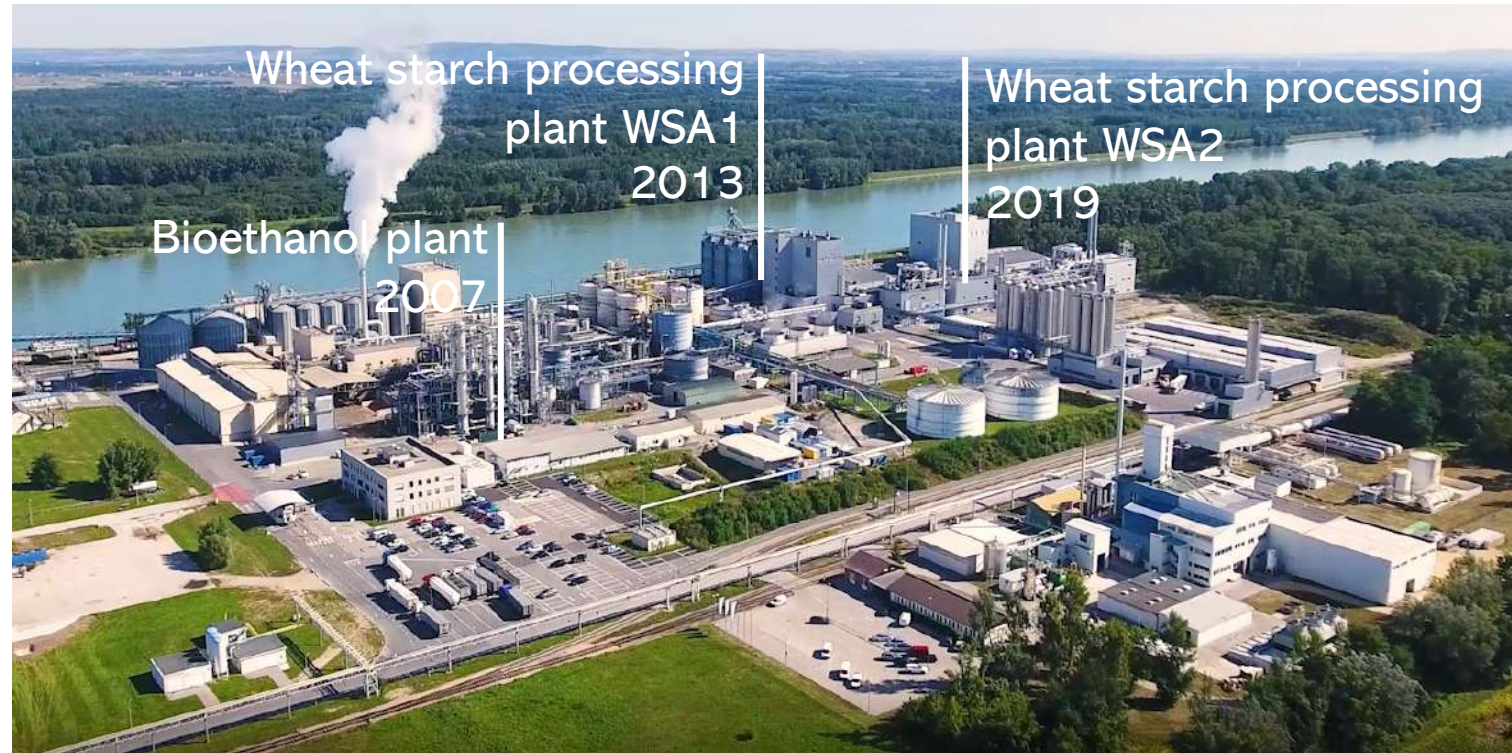 Wheat starch processing
plant WSA1
2013
Wheat starch processing
plant WSA2
2019
Bioethanol plant
2007